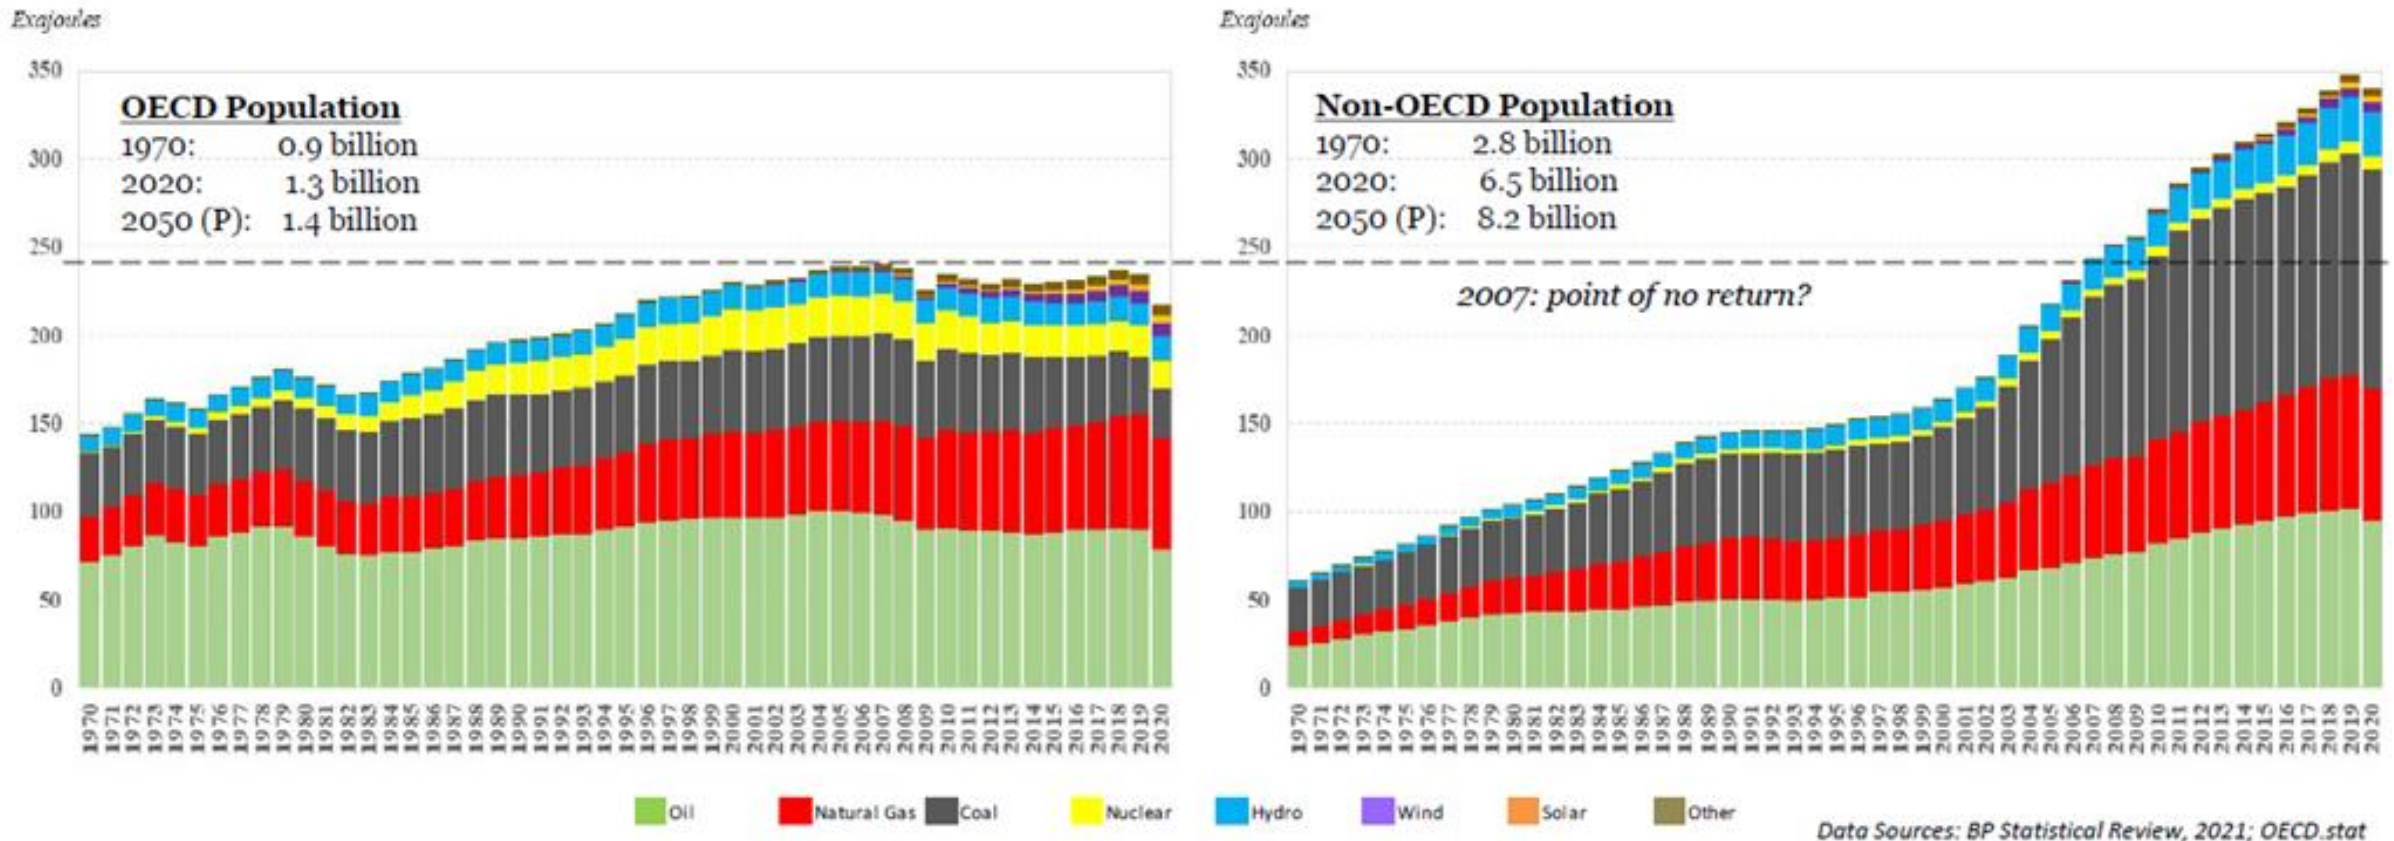 Exajoules
350
300
250
200
150
100
50
0
OECD Population
1970: 0.9 billion
2020: 1.3 billion
2050 (P): 1.4 billion
1970 1971 1972 1973 1974 1975 1976 1977 1978 1979 1980 1981 1982 1983 1984 1985 1986 1987 1988 1989 1990 1991 1992 1993 1994 1995 1996 1997 1998 1999 2000 2001 2002 2003 2004 2005 2006 2007 2008 2009 2010 2011 2012 2013 2014 2015 2016 2017 2018 2019 2020
Exajoules
350
300
250
200
150
100
50
0
Non-OECD Population
1970: 2.8 billion
2020: 6.5 billion
2050 (P): 8.2 billion
2007: point of no return?
1970 1971 1972 1973 1974 1975 1976 1977 1978 1979 1980 1981 1982 1983 1984 1985 1986 1987 1988 1989 1990 1991 1992 1993 1994 1995 1996 1997 1998 1999 2000 2001 2002 2003 2004 2005 2006 2007 2008 2009 2010 2011 2012 2013 2014 2015 2016 2017 2018 2019 2020
Oil Natural Gas Coal Nuclear Hydro Wind Solar Other
Data Sources: BP Statistical Review, 2021; OECD.stat